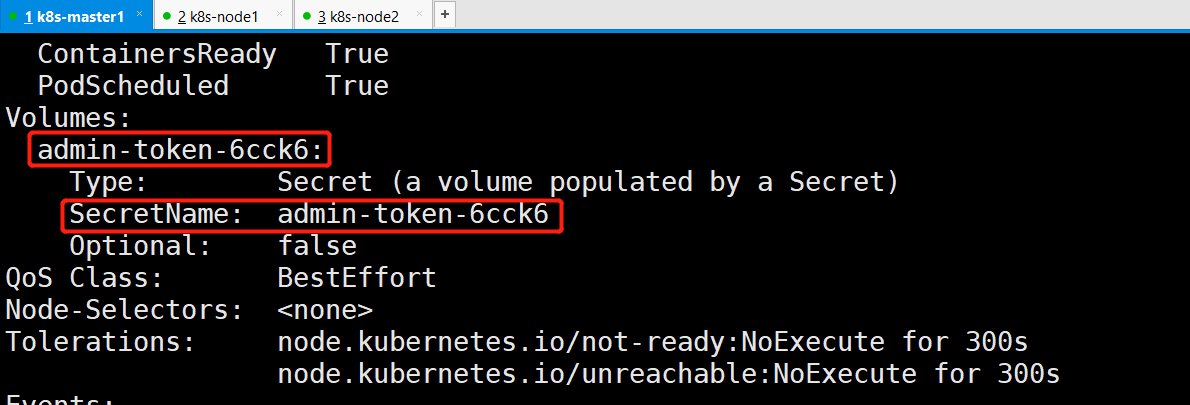 1 k8s-master1 × 2 k8s-node1 × 3 k8s-node2 × +
ContainersReady True
PodScheduled True
Volumes:
admin-token-6cck6:
Type: Secret (a volume populated by a Secret)
SecretName: admin-token-6cck6
Optional: false
QoS Class: BestEffort
Node-Selectors: <none>
Tolerations: node.kubernetes.io/not-ready:NoExecute for 300s
node.kubernetes.io/unreachable:NoExecute for 300s
Events: